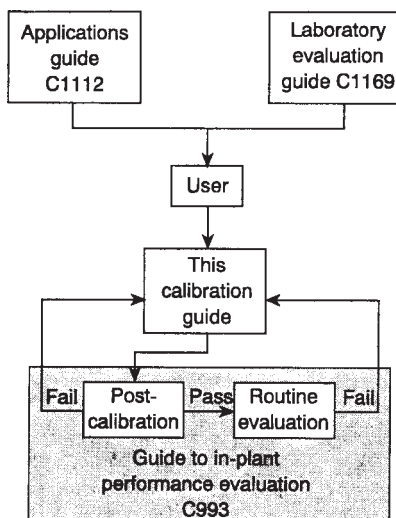 Applications
guide
C1112
Laboratory
evaluation
guide C1169
User
This
calibration
guide
Fail
Post-
calibration
Pass
Routine
evaluation
Fail
Guide to in-plant
performance evaluation
C993